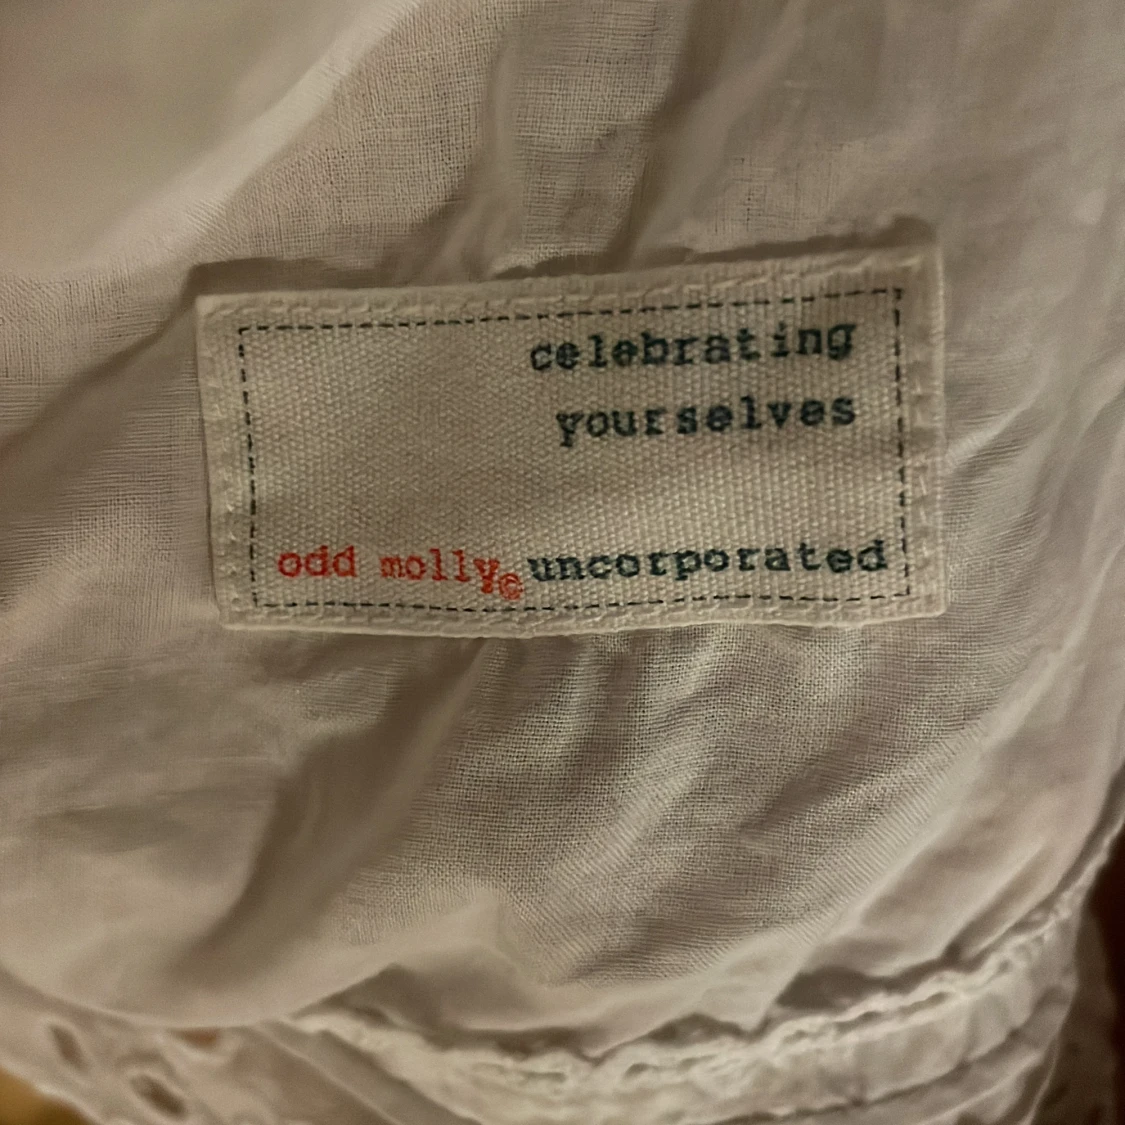 celebrating
yourselves
odd molly© uncorporated